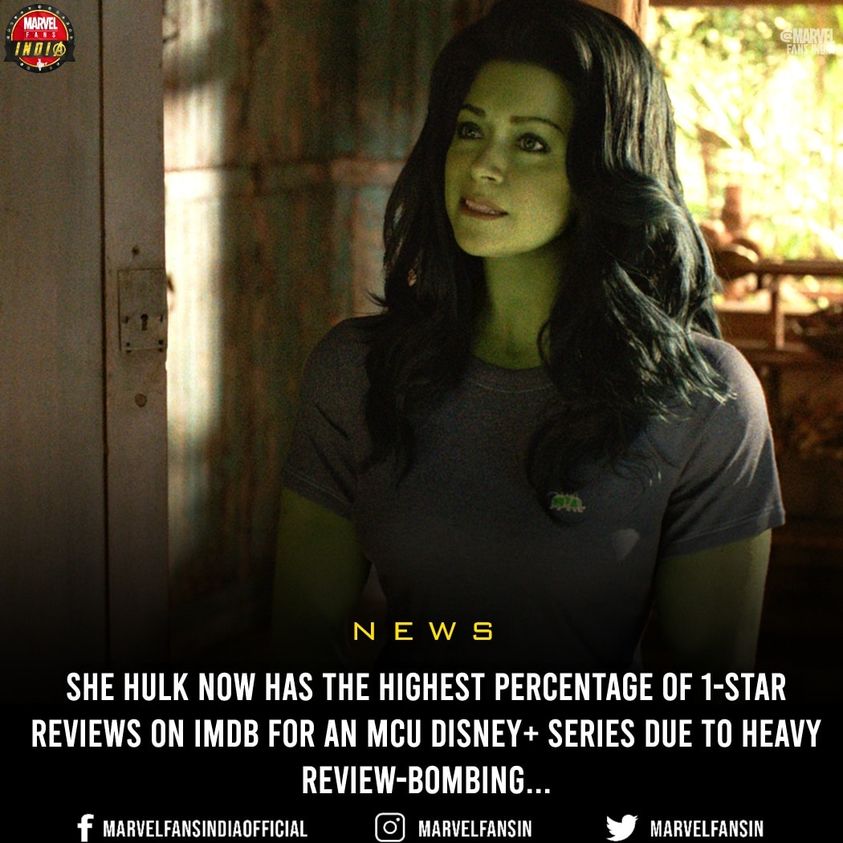 MARVEL
FANS
INDIA
@MARVEL
FANS INDIA
NEWS
SHE HULK NOW HAS THE HIGHEST PERCENTAGE OF 1-STAR
REVIEWS ON IMDB FOR AN MCU DISNEY+ SERIES DUE TO HEAVY
REVIEW-BOMBING...
MARVELFANSINDIAOFFICIAL
MARVELFANSIN
MARVELFANSIN